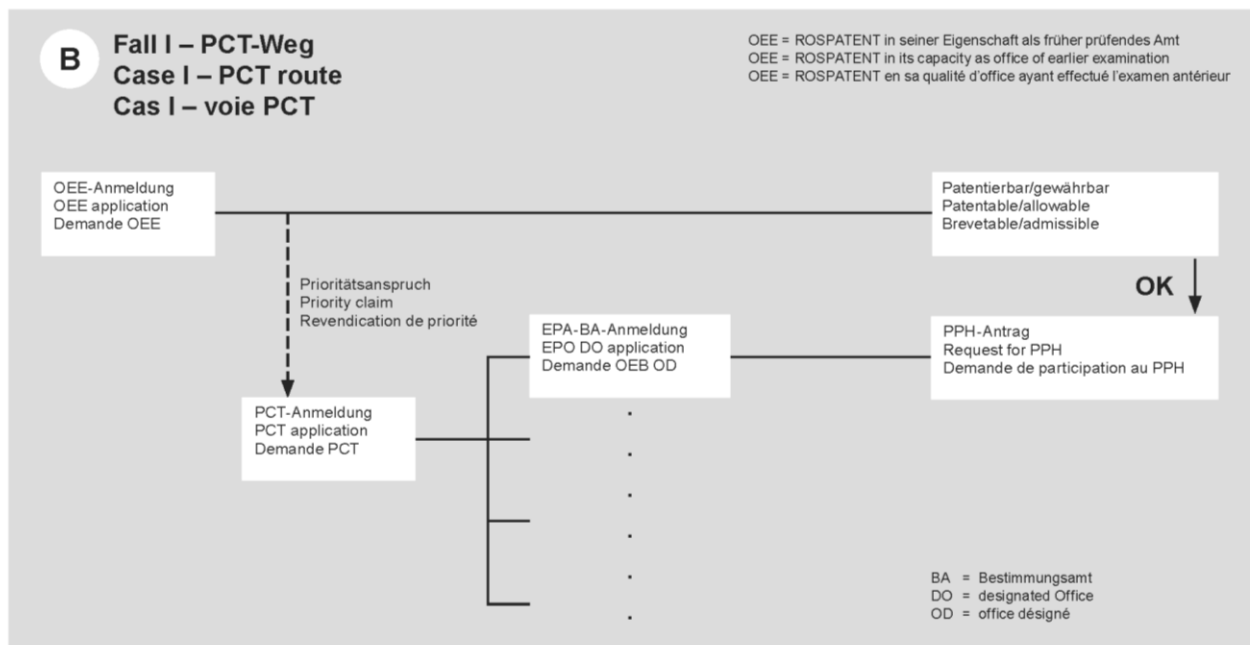 B
Fall I – PCT-Weg
Case I – PCT route
Cas I – voie PCT
OEE = ROSPATENT in seiner Eigenschaft als früher prüfendes Amt
OEE = ROSPATENT in its capacity as office of earlier examination
OEE = ROSPATENT en sa qualité d'office ayant effectué l'examen antérieur
OEE-Anmeldung
OEE application
Demande OEE
Patentierbar/gewährbar
Patentable/allowable
Brevetable/admissible
Prioritätsanspruch
Priority claim
Revendication de priorité
OK
EPA-BA-Anmeldung
EPO DO application
Demande OEB OD
PPH-Antrag
Request for PPH
Demande de participation au PPH
PCT-Anmeldung
PCT application
Demande PCT
BA = Bestimmungsamt
DO = designated Office
OD = office désigné